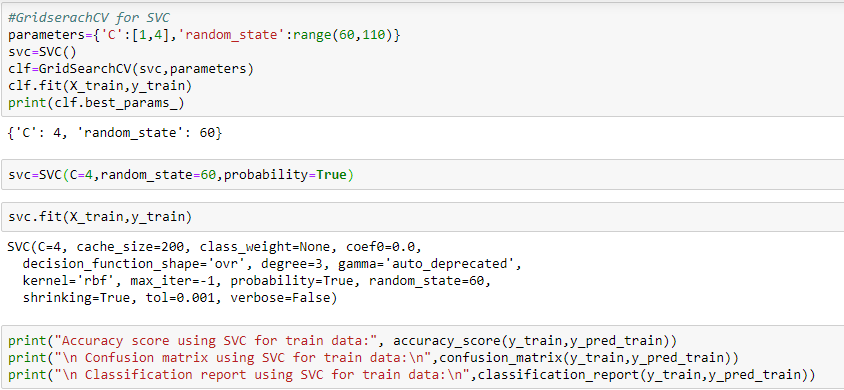 #GridserachCV for SVC
parameters={'C':[1,4],'random_state':range(60,110)}
svc=SVC()
clf=GridSearchCV(svc,parameters)
clf.fit(X_train,y_train)
print(clf.best_params_)
{'C': 4, 'random_state': 60}
svc=SVC(C=4,random_state=60,probability=True)
svc.fit(X_train,y_train)
SVC(C=4, cache_size=200, class_weight=None, coef0=0.0,
  decision_function_shape='ovr', degree=3, gamma='auto_deprecated',
  kernel='rbf', max_iter=-1, probability=True, random_state=60,
  shrinking=True, tol=0.001, verbose=False)
print("Accuracy score using SVC for train data:", accuracy_score(y_train,y_pred_train))
print("\n Confusion matrix using SVC for train data:\n",confusion_matrix(y_train,y_pred_train))
print("\n Classification report using SVC for train data:\n",classification_report(y_train,y_pred_train))